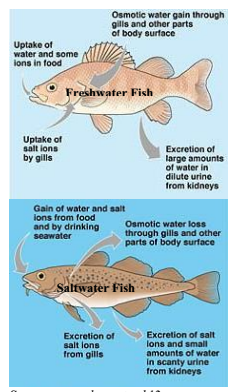 Osmotic water gain through
gills and other parts
of body surface
Uptake of
water and some
ions in food
Freshwater Fish
Uptake of
salt ions
by gills
Excretion of
large amounts
of water in
dilute urine
from kidneys
Gain of water and salt
ions from food
and by drinking
seawater
Osmotic water loss
through gills and other
parts of body surface
Saltwater Fish
Excretion of
salt ions
from gills
Excretion of salt
ions and small
amounts of water
in scanty urine
from kidneys